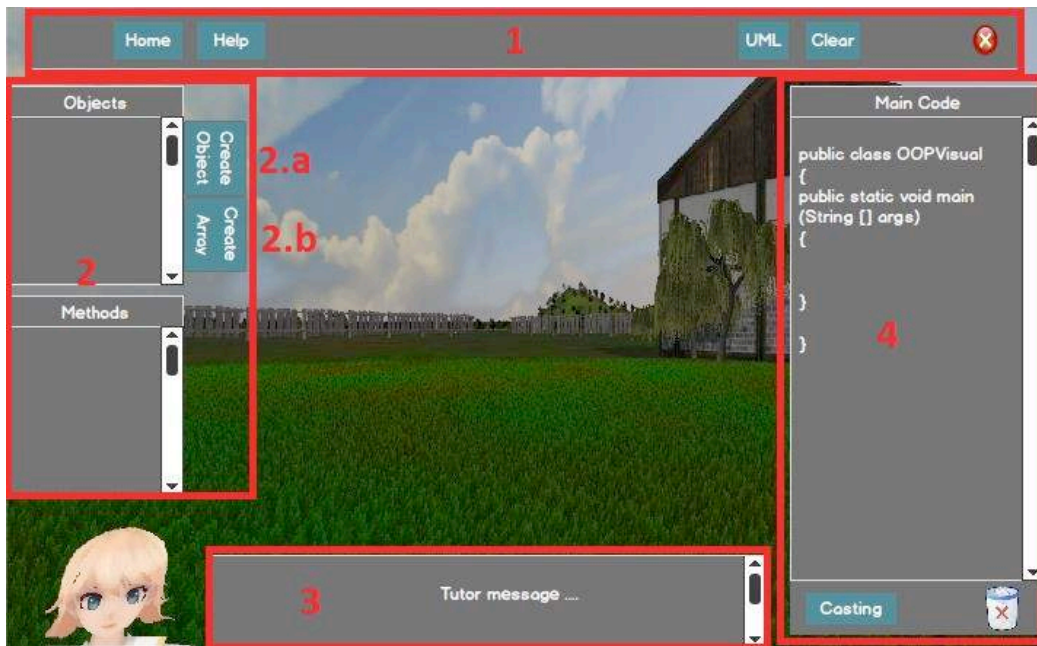 Home Help 1 UML Clear
Objects
Create Object
2.a
Create Array
2.b
2
Methods
Main Code
public class OOPVisual
{
public static void main
(String [] args)
{
}
}
4
3
Tutor message ....
Casting